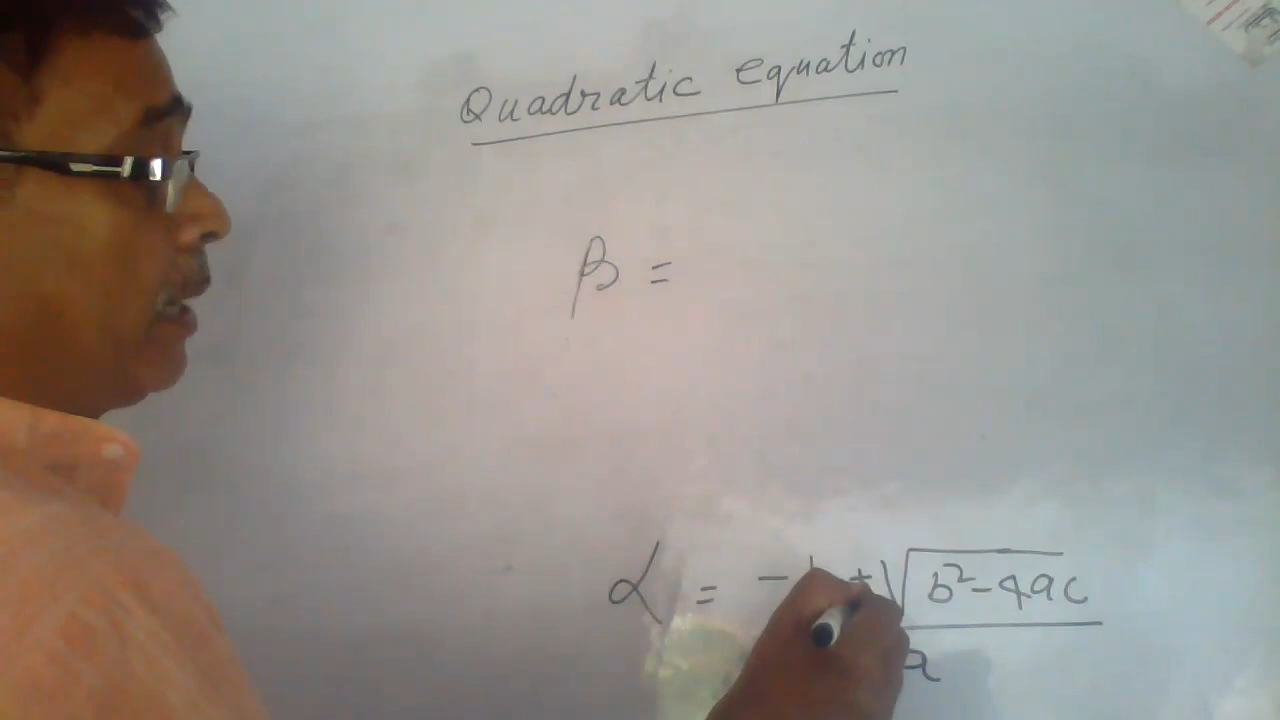 Quadratic equation
β =
α = - + √b²-4ac
a